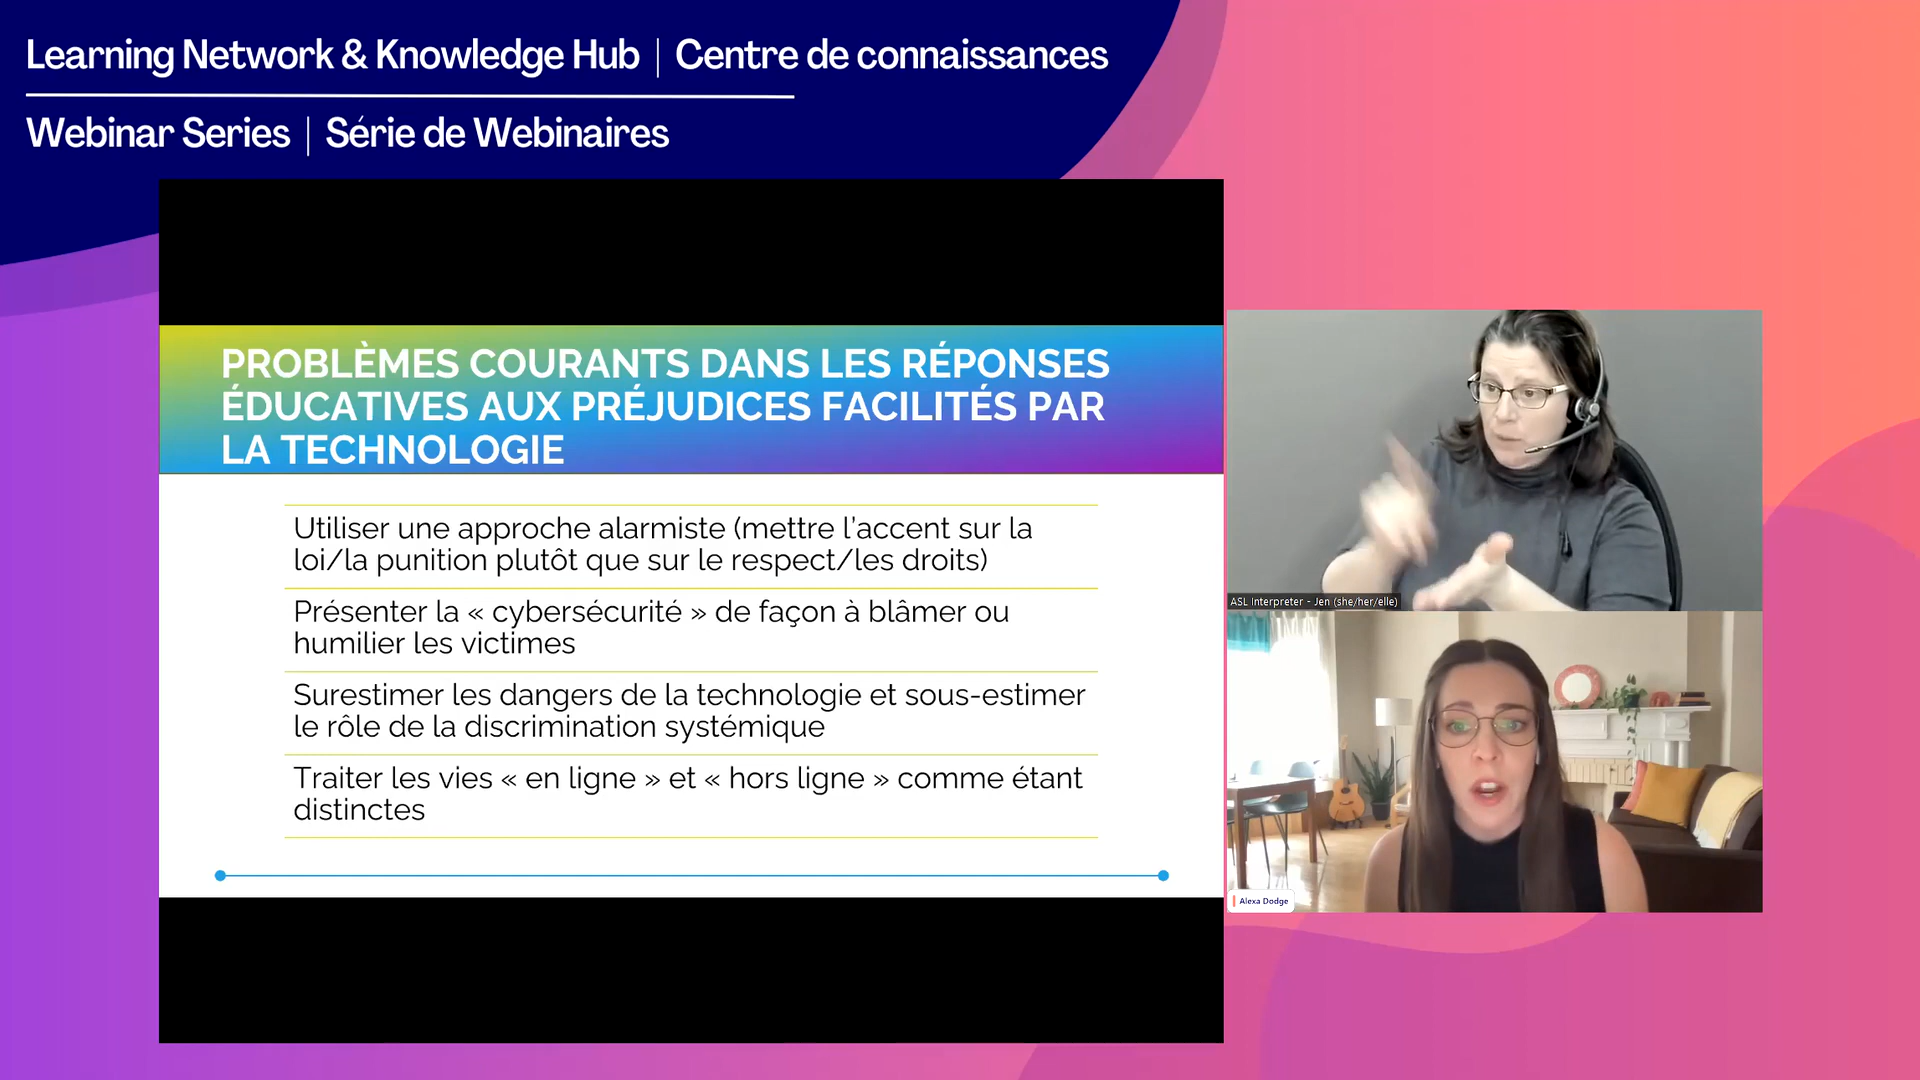 Learning Network & Knowledge Hub | Centre de connaissances
Webinar Series | Série de Webinaires
PROBLÈMES COURANTS DANS LES RÉPONSES
ÉDUCATIVES AUX PRÉJUDICES FACILITÉS PAR
LA TECHNOLOGIE
Utiliser une approche alarmiste (mettre l’accent sur la
loi/la punition plutôt que sur le respect/les droits)
Présenter la « cybersécurité » de façon à blâmer ou
humilier les victimes
Surestimer les dangers de la technologie et sous-estimer
le rôle de la discrimination systémique
Traiter les vies « en ligne » et « hors ligne » comme étant
distinctes
ASL Interpreter - Jen (she/her/elle)
Alexa Dodge